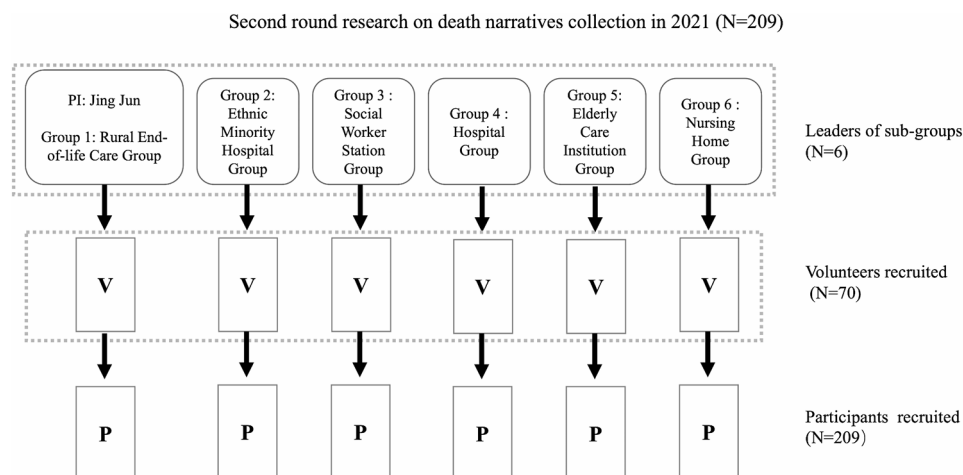 Second round research on death narratives collection in 2021 (N=209)
PI: Jing Jun
Group 1: Rural End-
of-life Care Group
Group 2:
Ethnic
Minority
Hospital
Group
Group 3 :
Social
Worker
Station
Group
Group 4 :
Hospital
Group
Group 5:
Elderly
Care
Institution
Group
Group 6 :
Nursing
Home
Group
Leaders of sub-groups
(N=6)
V
V
V
V
V
V
Volunteers recruited
(N=70)
P
P
P
P
P
P
Participants recruited
(N=209)